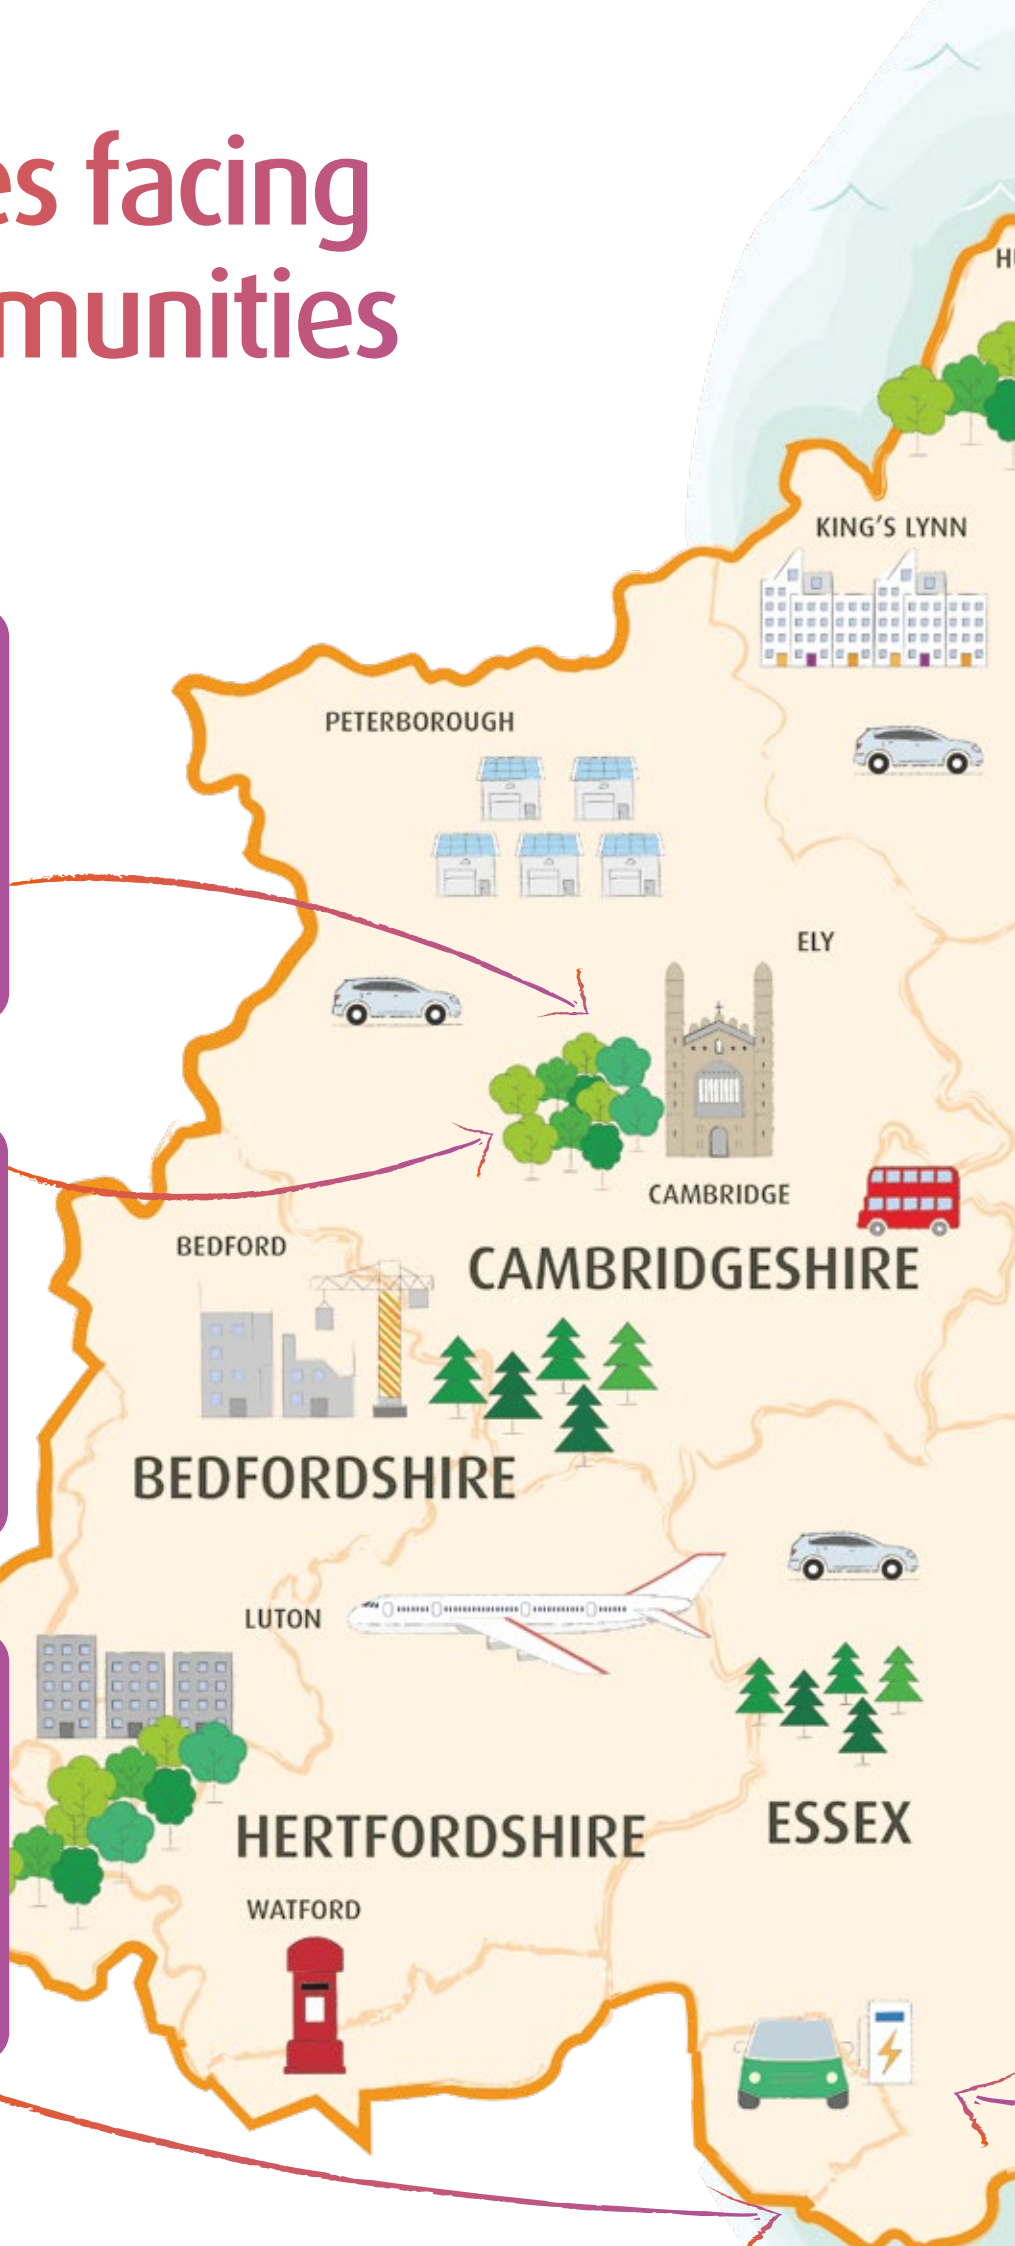 es facing
munities
HU
KING'S LYNN
PETERBOROUGH
ELY
CAMBRIDGE
BEDFORD
CAMBRIDGESHIRE
BEDFORDSHIRE
LUTON
ESSEX
HERTFORDSHIRE
WATFORD